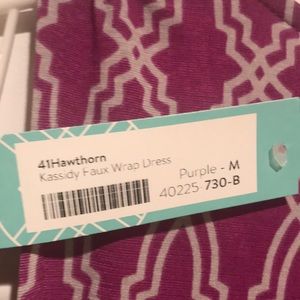 41Hawthorn
Kassidy Faux Wrap Dress
Purple - M
40225 730-B